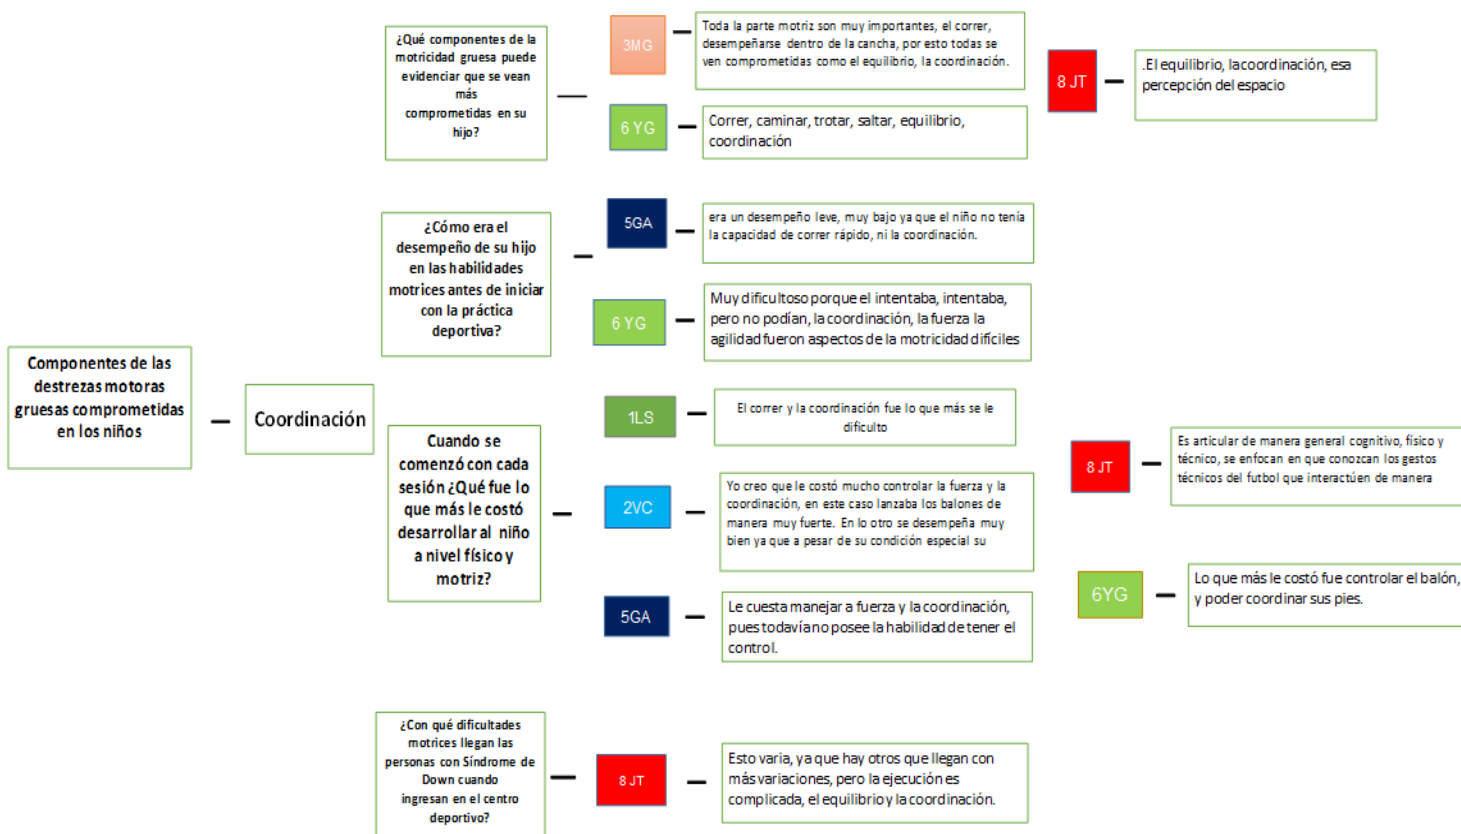 Componentes de las
destrezas motoras
gruesas comprometidas
en los niños
Coordinación
¿Qué componentes de la
motricidad gruesa puede
evidenciar que se vean
más
comprometidas en su
hijo?
3MG
Toda la parte motriz son muy importantes, el correr,
desempeñarse dentro de la cancha, por esto todas se
ven comprometidas como el equilibrio, la coordinación.
6 YG
Correr, caminar, trotar, saltar, equilibrio,
coordinación
8 JT
.El equilibrio, lacoordinación, esa
percepción del espacio
¿Cómo era el
desempeño de su hijo
en las habilidades
motrices antes de iniciar
con la práctica
deportiva?
5GA
era un desempeño leve, muy bajo ya que el niño no tenía
la capacidad de correr rápido, ni la coordinación.
6 YG
Muy dificultoso porque el intentaba, intentaba,
pero no podían, la coordinación, la fuerza la
agilidad fueron aspectos de la motricidad difíciles
Cuando se
comenzó con cada
sesión ¿Qué fue lo
que más le costó
desarrollar al niño
a nivel físico y
motriz?
1LS
El correr y la coordinación fue lo que más se le
dificulto
2VC
Yo creo que le costó mucho controlar la fuerza y la
coordinación, en este caso lanzaba los balones de
manera muy fuerte. En lo otro se desempeña muy
bien ya que a pesar de su condición especial su
5GA
Le cuesta manejar a fuerza y la coordinación,
pues todavía no posee la habilidad de tener el
control.
8 JT
Es articular de manera general cognitivo, físico y
técnico, se enfocan en que conozcan los gestos
técnicos del futbol que interactúen de manera
6YG
Lo que más le costó fue controlar el balón,
y poder coordinar sus pies.
¿Con qué dificultades
motrices llegan las
personas con Síndrome de
Down cuando
ingresan en el centro
deportivo?
8 JT
Esto varia, ya que hay otros que llegan con
más variaciones, pero la ejecución es
complicada, el equilibrio y la coordinación.